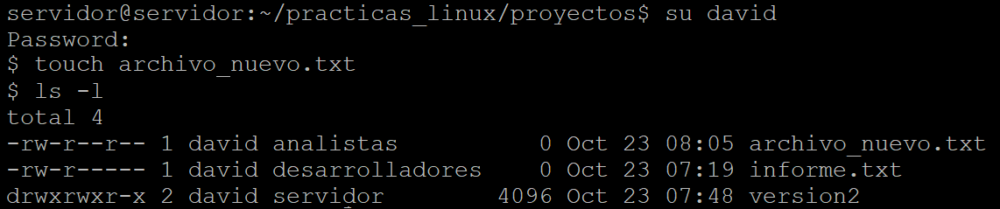 servidor@servidor:~/practicas_linux/proyectos$ su david
Password:
$ touch archivo_nuevo.txt
$ ls -l
total 4
-rw-r--r-- 1 david analistas          0 Oct 23 08:05 archivo_nuevo.txt
-rw-r----- 1 david desarrolladores    0 Oct 23 07:19 informe.txt
drwxrwxr-x 2 david servidor        4096 Oct 23 07:48 version2